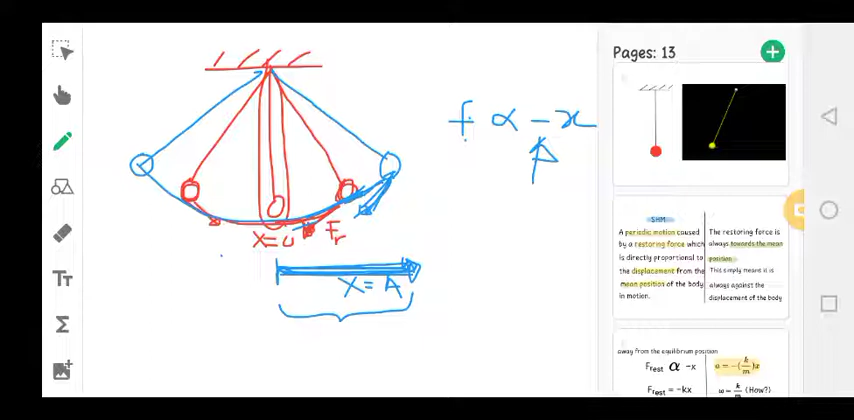 f α -x
x=0
Fr
x = A
Tt
Σ
Pages: 13
SHM
A periodic motion caused
by a restoring force which
is directly proportional to
the displacement from the
mean position of the body
in motion.
The restoring force is
always towards the mean
position
This simply means it is
always against the
displacement of the body
away from the equilibrium position
Frest α -x
Frest = -kx
a = -(k/m)x
(How?)